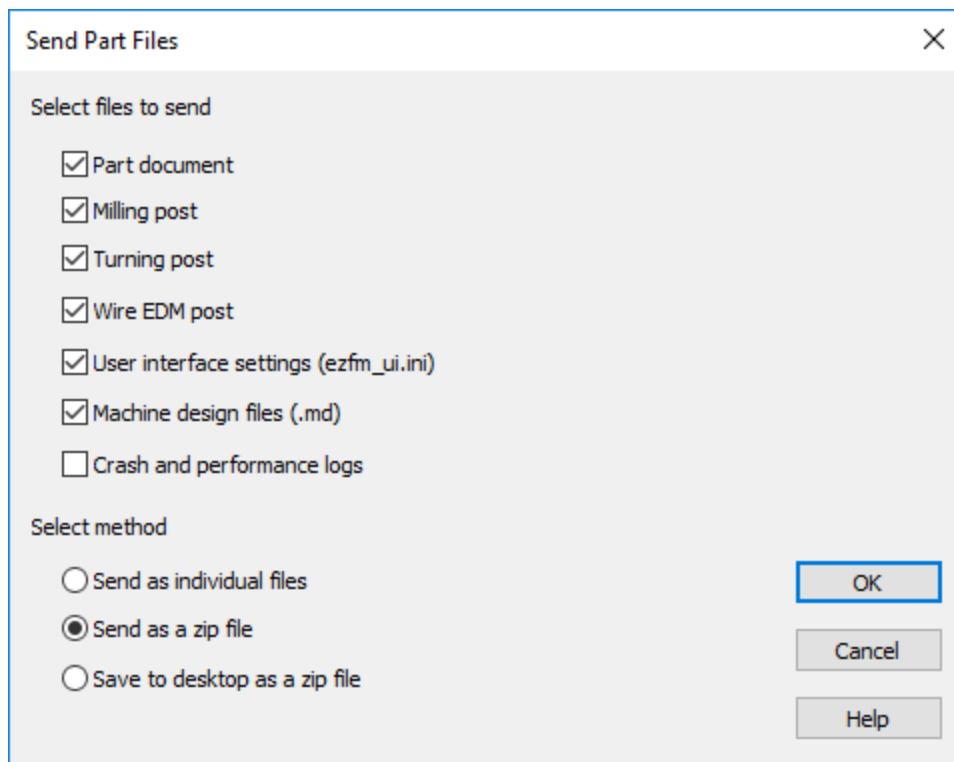 Send Part Files
Select files to send
Part document
Milling post
Turning post
Wire EDM post
User interface settings (ezfm_ui.ini)
Machine design files (.md)
Crash and performance logs
Select method
Send as individual files
OK
Send as a zip file
Cancel
Save to desktop as a zip file
Help